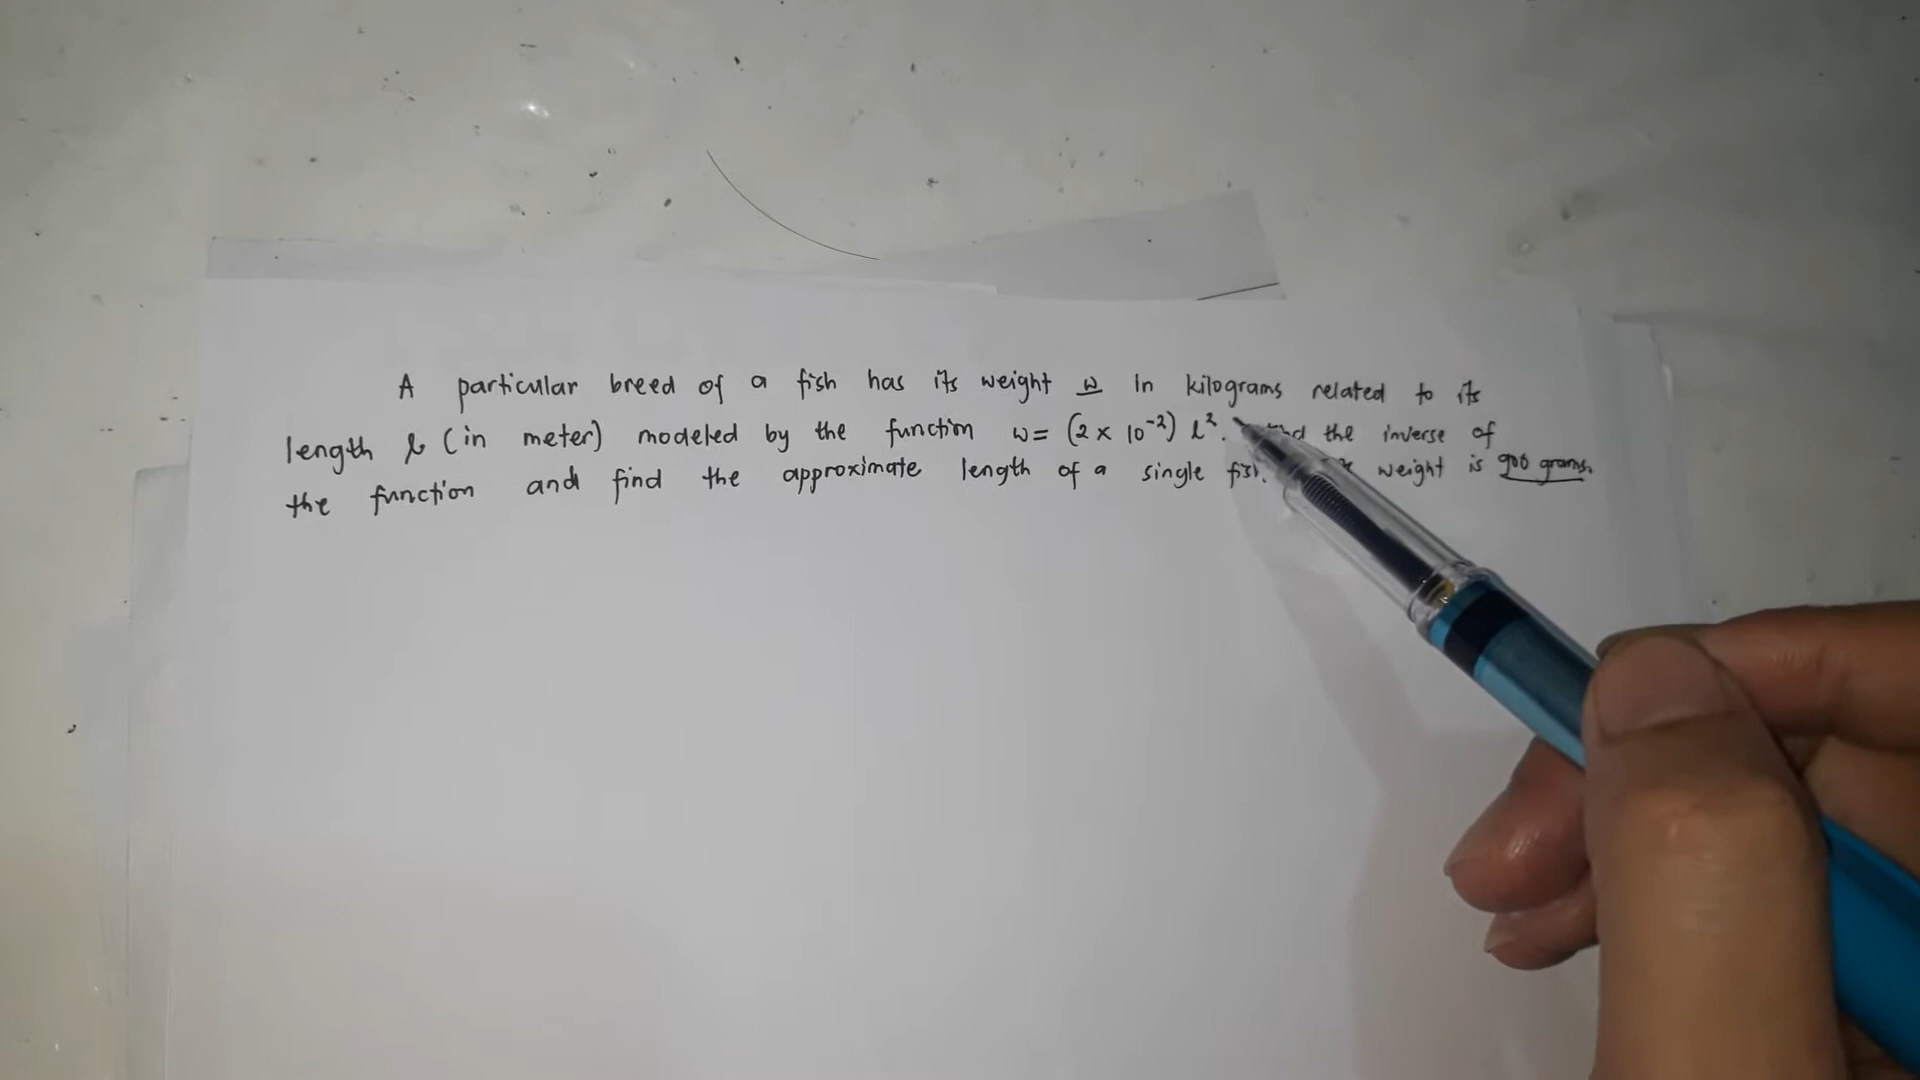 A particular breed of a fish has its weight w in kilograms related to its
length l (in meter) modeled by the function w = (2 × 10⁻²) l². the inverse of
the function and find the approximate length of a single weight is 900 grams.